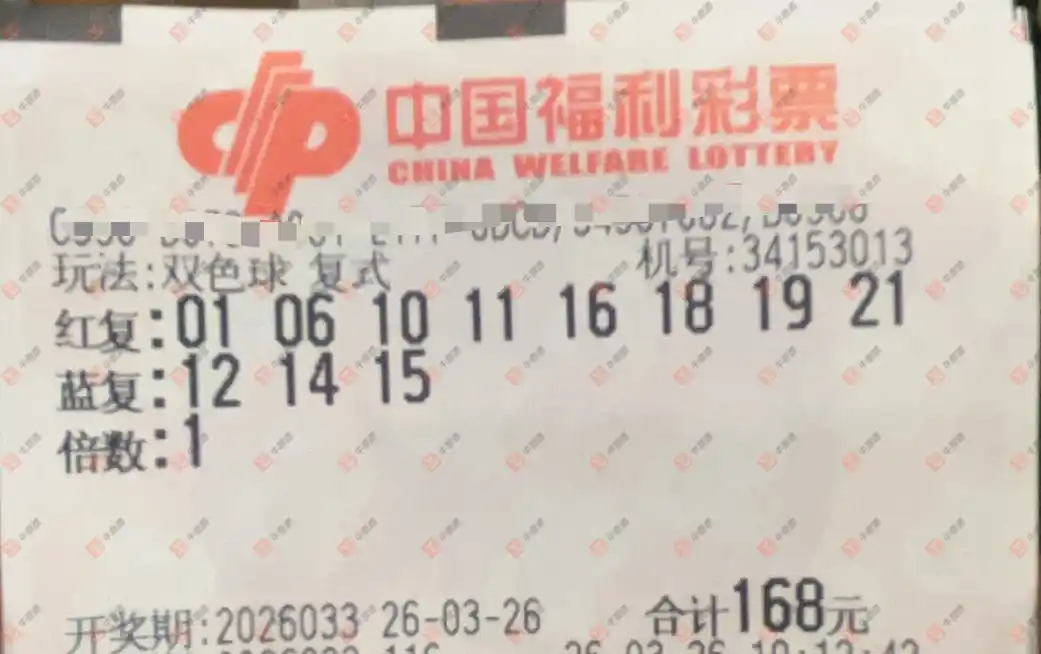 中国福利彩票
CHINA WELFARE LOTTERY
玩法:双色球 复式
机号:34153013
红复:01 06 10 11 16 18 19 21
蓝复:12 14 15
倍数:1
开奖期:2026033 26-03-26 合计168元